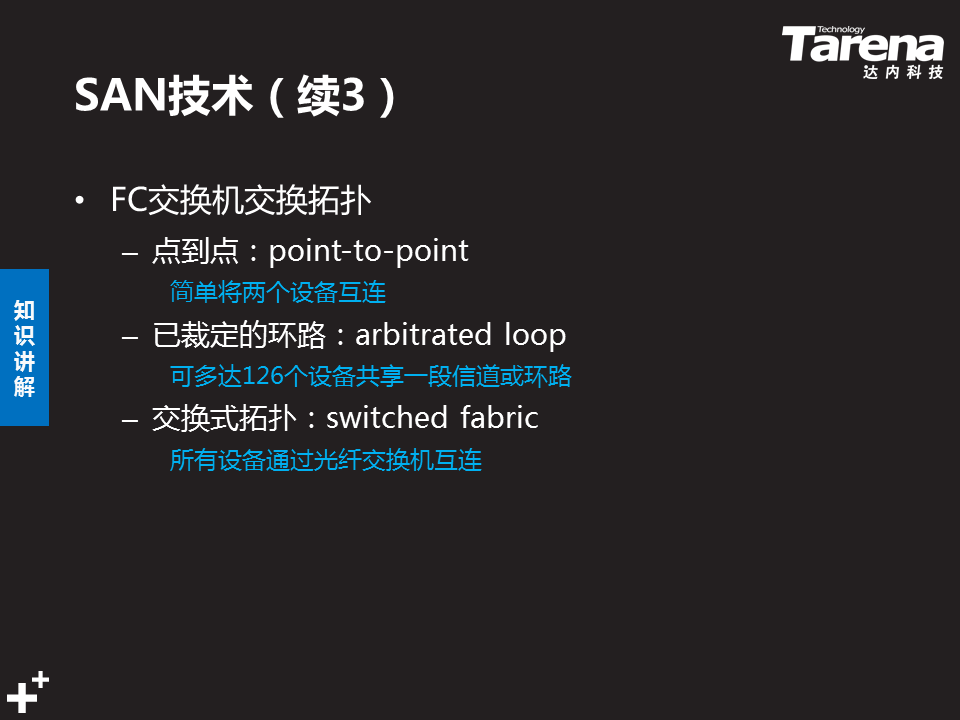 Technology
Tarena
达内科技
SAN技术（续3）
• FC交换机交换拓扑
– 点到点：point-to-point
简单将两个设备互连
– 已裁定的环路：arbitrated loop
可多达126个设备共享一段信道或环路
– 交换式拓扑：switched fabric
所有设备通过光纤交换机互连
知识讲解